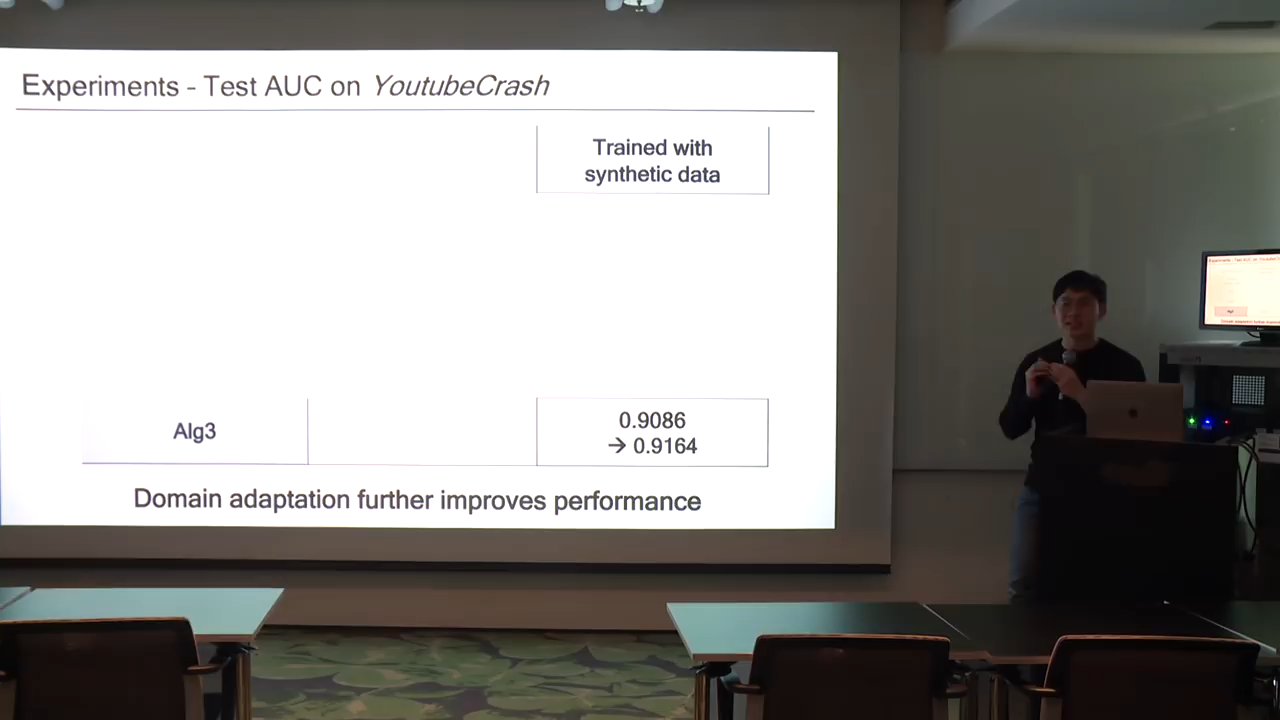 Experiments - Test AUC on YoutubeCrash
Trained with
synthetic data
Alg3
0.9086
→ 0.9164
Domain adaptation further improves performance